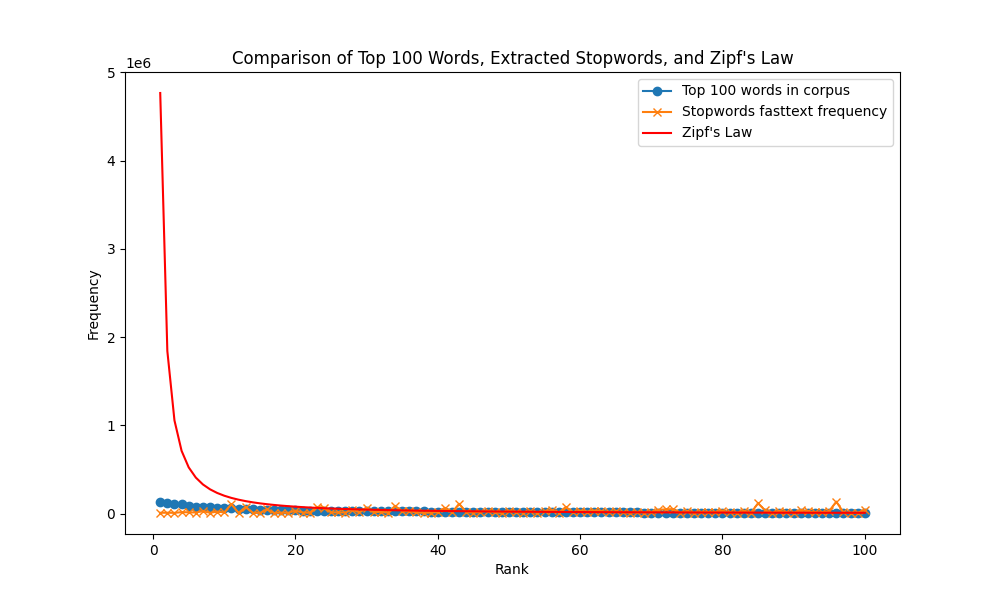 Comparison of Top 100 Words, Extracted Stopwords, and Zipf's Law
1e6
5
4
3
2
1
0
Frequency
Top 100 words in corpus
Stopwords fasttext frequency
Zipf's Law
0 20 40 60 80 100
Rank